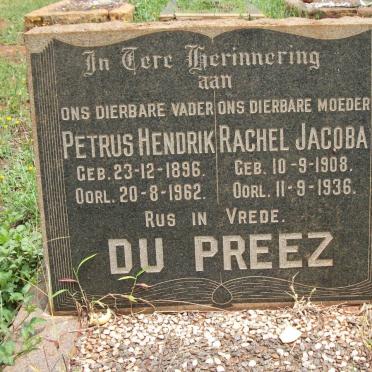 In Tere Herinnering
aan
ONS DIERBARE VADER ONS DIERBARE MOEDER
PETRUS HENDRIK RACHEL JACOBA
GEB. 23-12-1896. GEB. 10-9-1908.
OORL. 20-8-1962. OORL. 11-9-1936.
RUS IN VREDE.
DU PREEZ